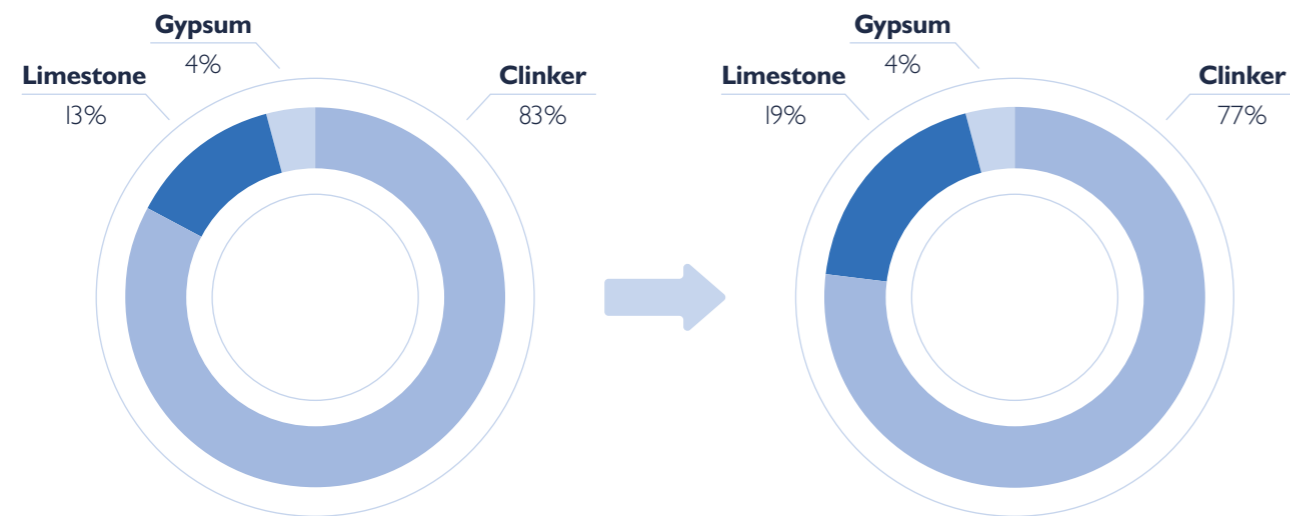 Gypsum
4%
Limestone
13%
Clinker
83%
Gypsum
4%
Limestone
19%
Clinker
77%